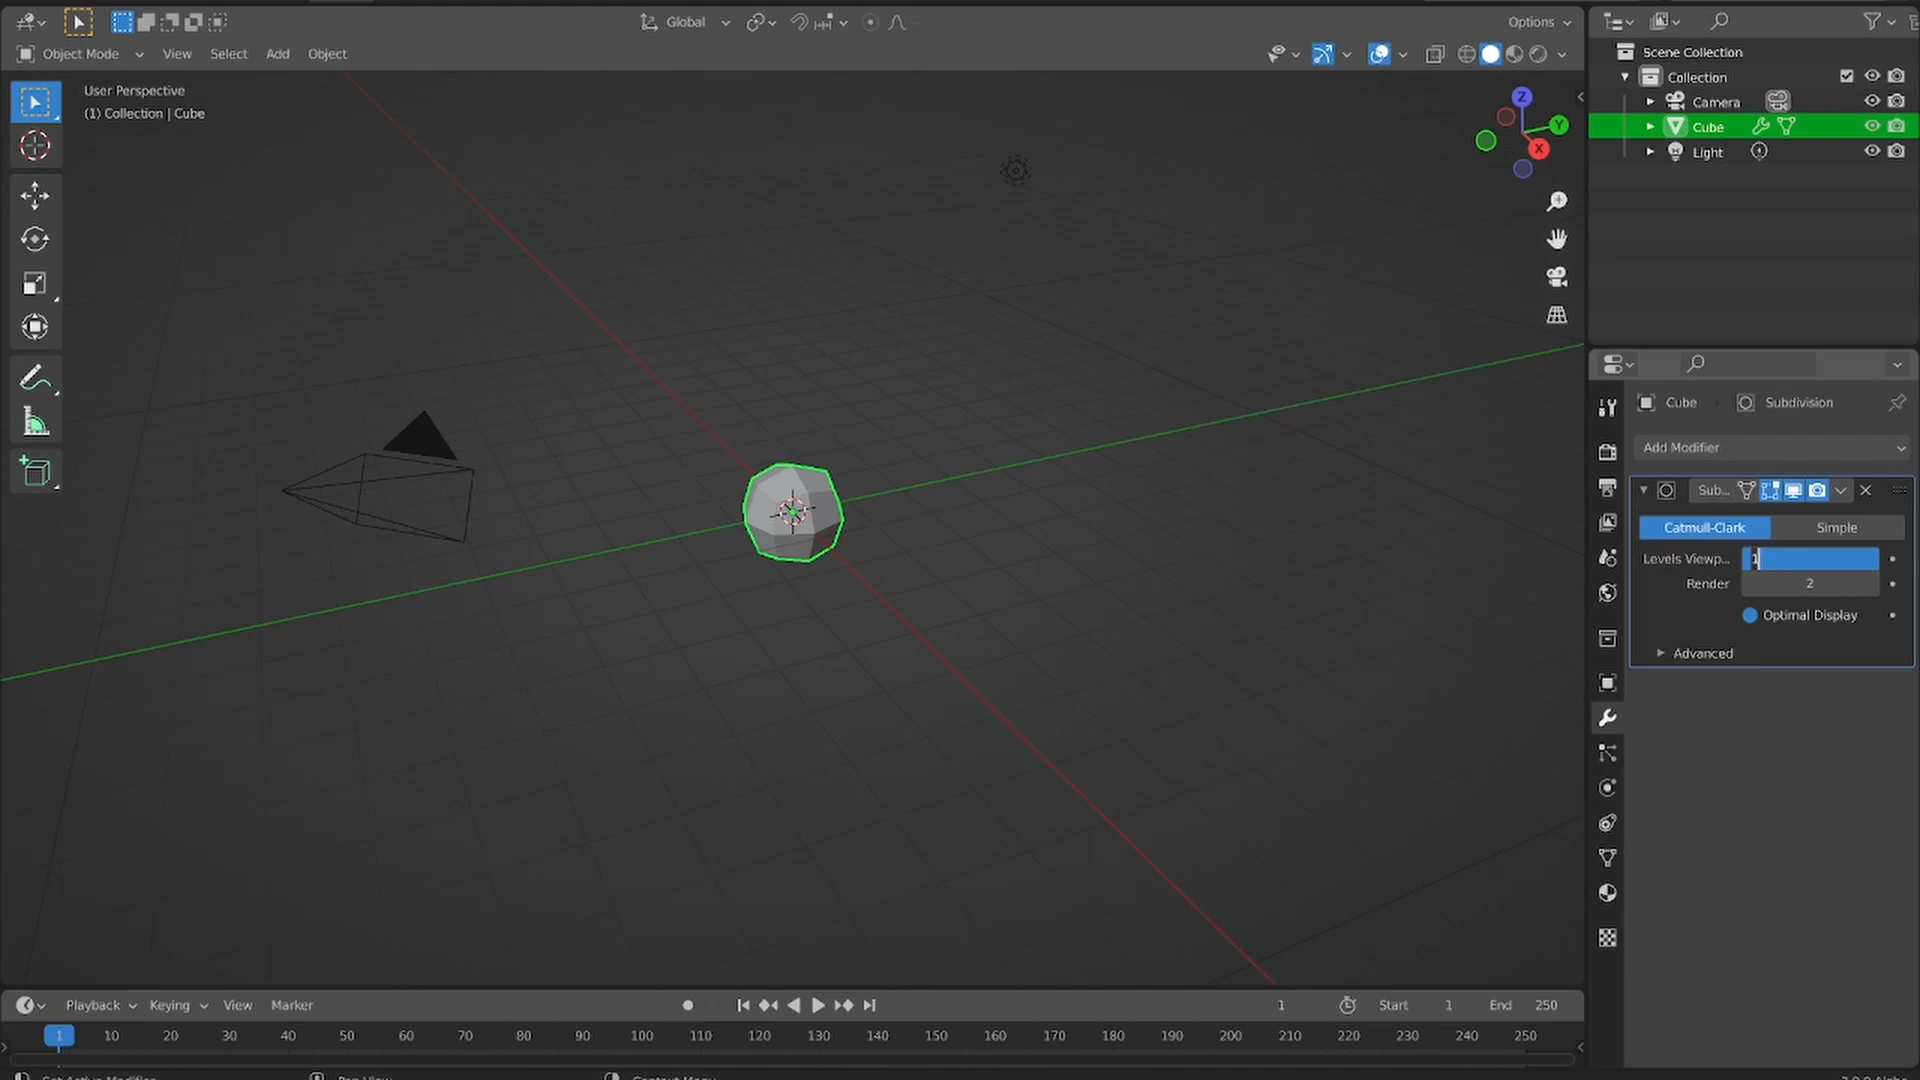 Global
Options
Object Mode View Select Add Object
User Perspective
(1) Collection | Cube
Z
Y
X
Scene Collection
Collection
Camera
Cube
Light
Cube Subdivision
Add Modifier
Sub...
Catmull-Clark Simple
Levels Viewp... 1
Render 2
Optimal Display
Advanced
Playback Keying View Marker
1 Start 1 End 250
1 10 20 30 40 50 60 70 80 90 100 110 120 130 140 150 160 170 180 190 200 210 220 230 240 250